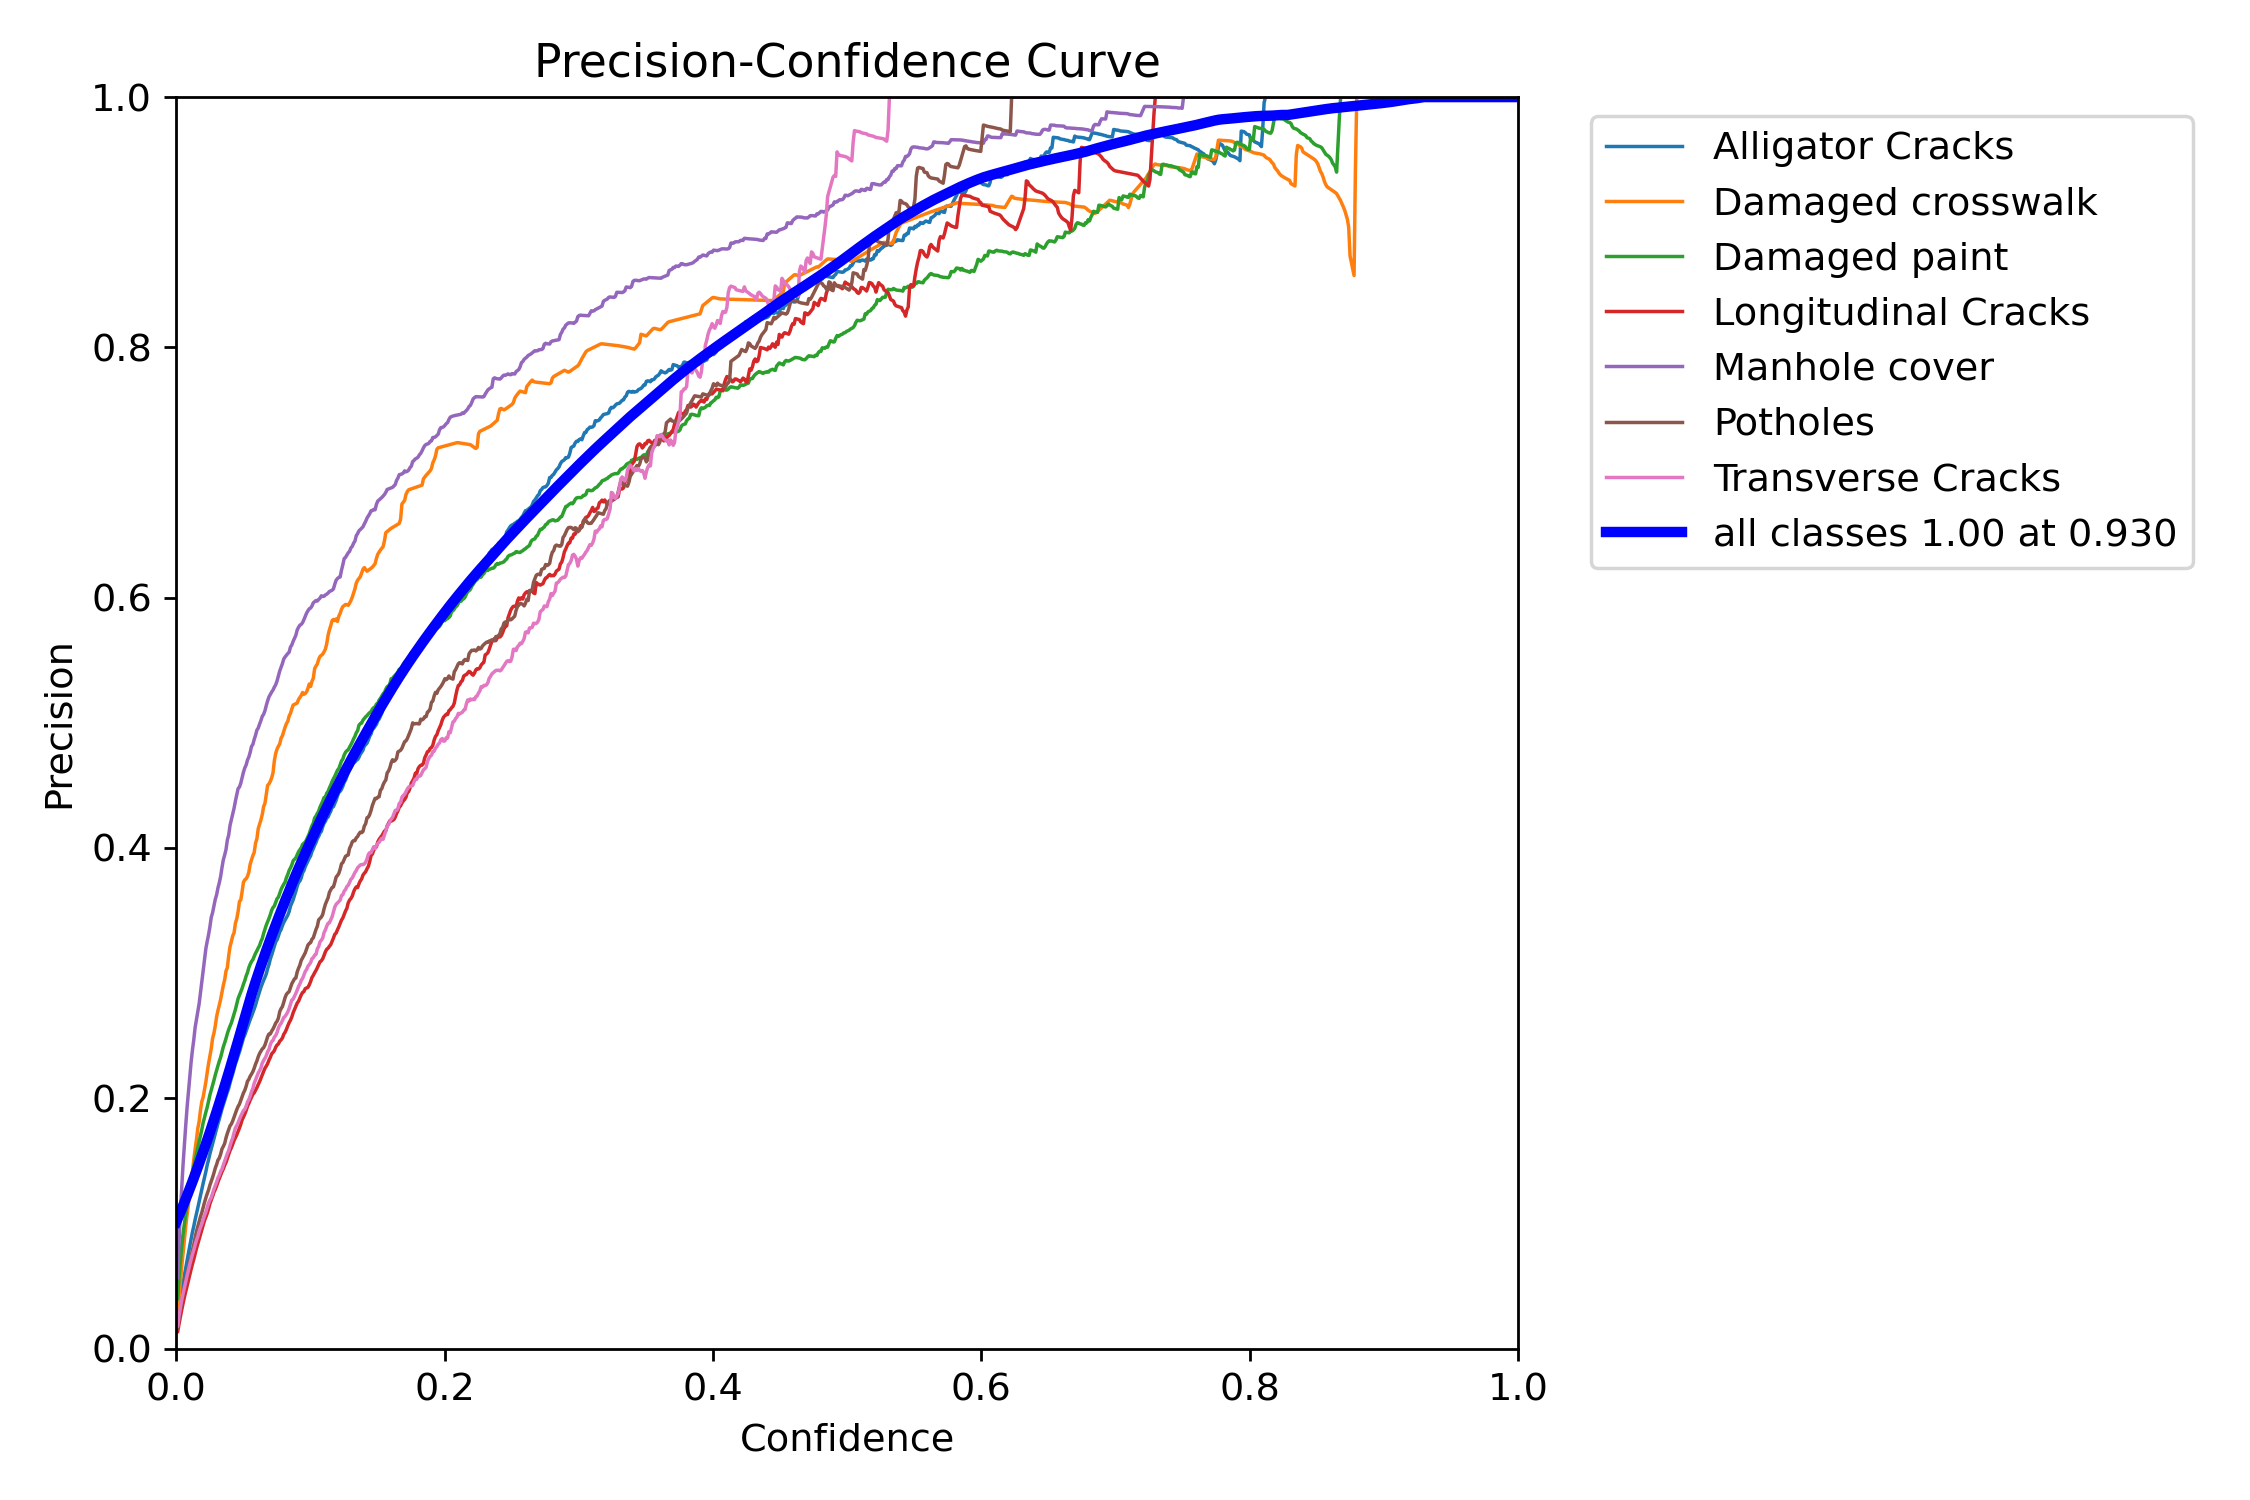 Precision-Confidence Curve
1.0
0.8
0.6
0.4
0.2
0.0
Precision
0.0 0.2 0.4 0.6 0.8 1.0
Confidence
Alligator Cracks
Damaged crosswalk
Damaged paint
Longitudinal Cracks
Manhole cover
Potholes
Transverse Cracks
all classes 1.00 at 0.930